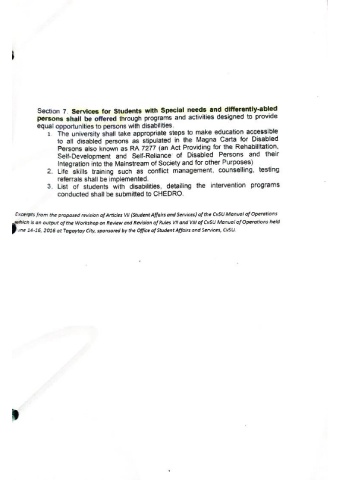 Section 7. Services for Students with Special needs and differently-abled
persons shall be offered through programs and activities designed to provide
equal opportunities to persons with disabilities.
1. The university shall take appropriate steps to make education accessible
to all disabled persons as stipulated in the Magna Carta for Disabled
Persons also known as RA 7277 (an Act Providing for the Rehabilitation,
Self-Development and Self-Reliance of Disabled Persons and their
Integration into the Mainstream of Society and for other Purposes)
2. Life skills training such as conflict management, counselling, testing
referrals shall be implemented.
3. List of students with disabilities, detailing the intervention programs
conducted shall be submitted to CHEDRO.
Excerpts from the proposed revision of Articles VII (Student Affairs and Services) of the CvSU Manual of Operations
which is an output of the Workshop on Review and Revision of Rules VII and VIII of CvSU Manual of Operations held
June 14-16, 2016 at Tagaytay City, sponsored by the Office of Student Affairs and Services, CvSU.